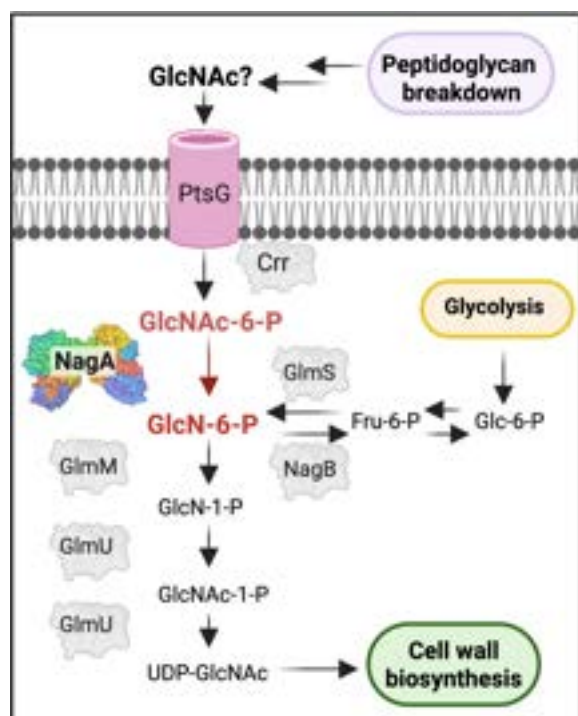 GlcNAc?
Peptidoglycan
breakdown
PtsG
Crr
GlcNAc-6-P
Glycolysis
NagA
GlmS
GlcN-6-P
Fru-6-P
Glc-6-P
GlmM
NagB
GlcN-1-P
GlmU
GlcNAc-1-P
GlmU
UDP-GlcNAc
Cell wall
biosynthesis